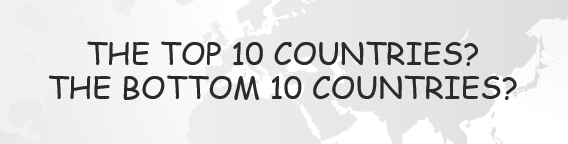 THE TOP 10 COUNTRIES?
THE BOTTOM 10 COUNTRIES?